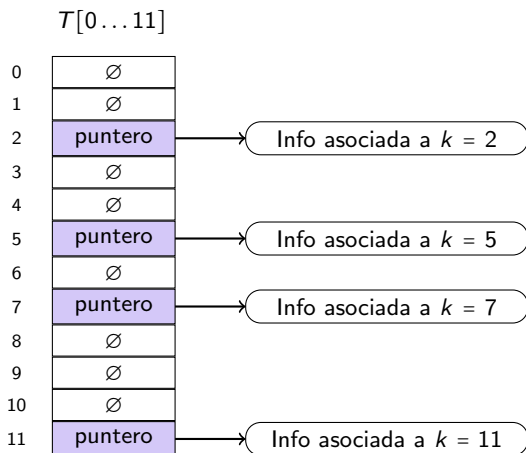 T[0...11]
0 ∅
1 ∅
2 puntero Info asociada a k = 2
3 ∅
4 ∅
5 puntero Info asociada a k = 5
6 ∅
7 puntero Info asociada a k = 7
8 ∅
9 ∅
10 ∅
11 puntero Info asociada a k = 11